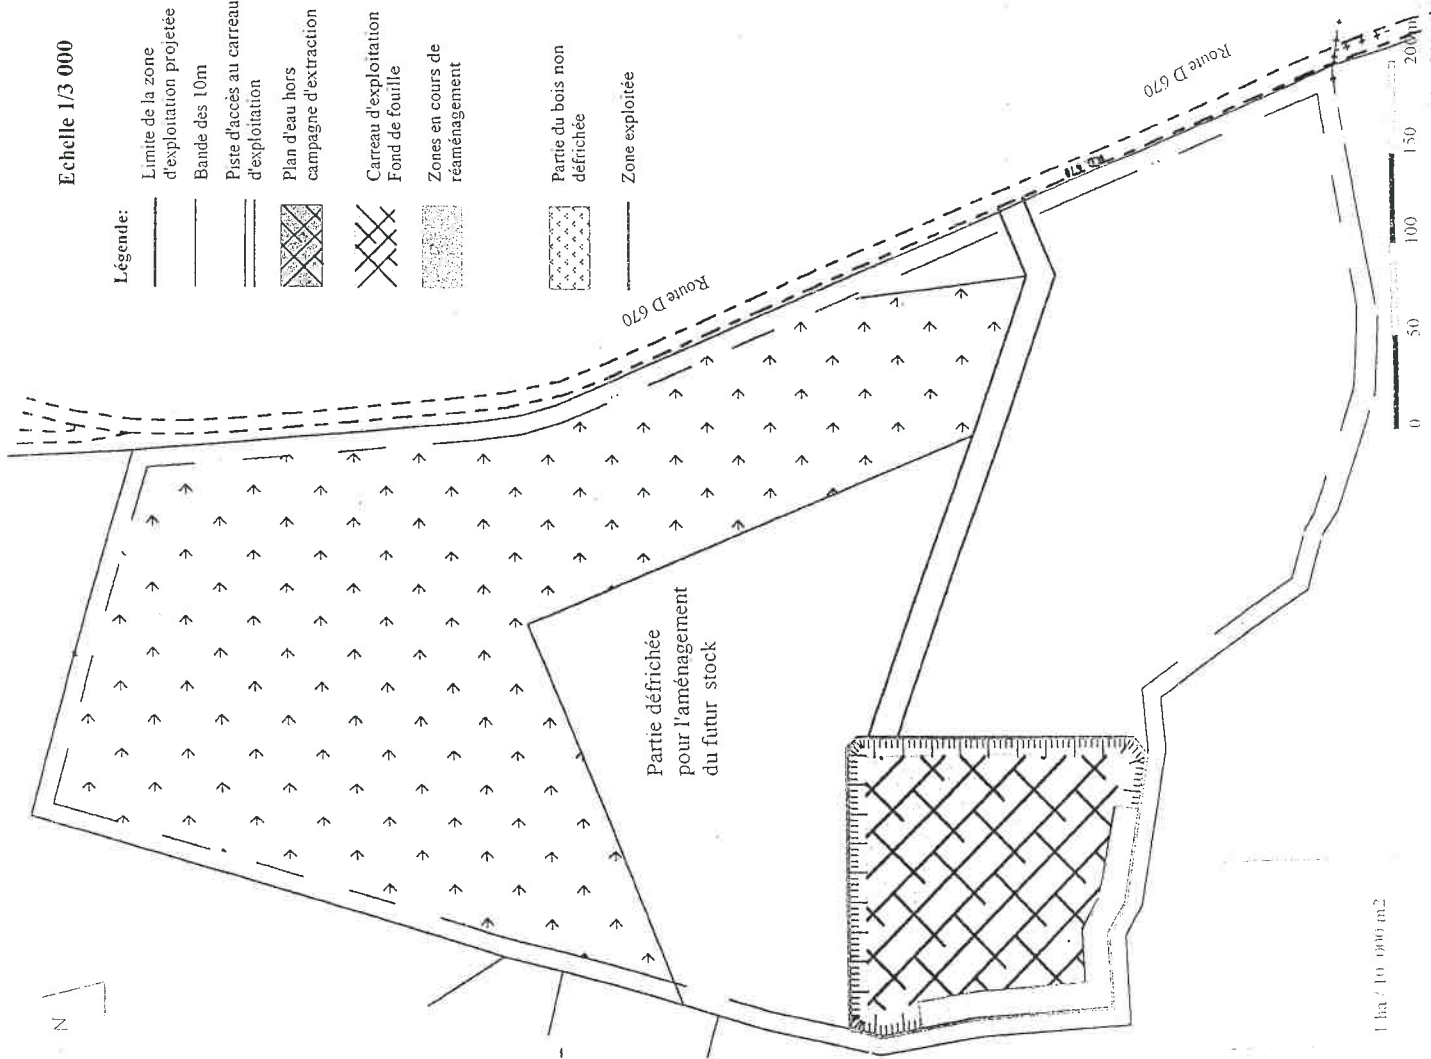 Echelle 1/3 000
Légende:
Limite de la zone
d'exploitation projetée
Bande des 10m
Piste d'accès au carreau
d'exploitation
Plan d'eau hors
campagne d'extraction
Carreau d'exploitation
Fond de fouille
Zones en cours de
réaménagement
Partie du bois non
défrichée
Zone exploitée
Route D 670
Route D 670
Partie défrichée
pour l'aménagement
du futur stock
N
0
50
100
150
200m
1 ha / 10 000 m2